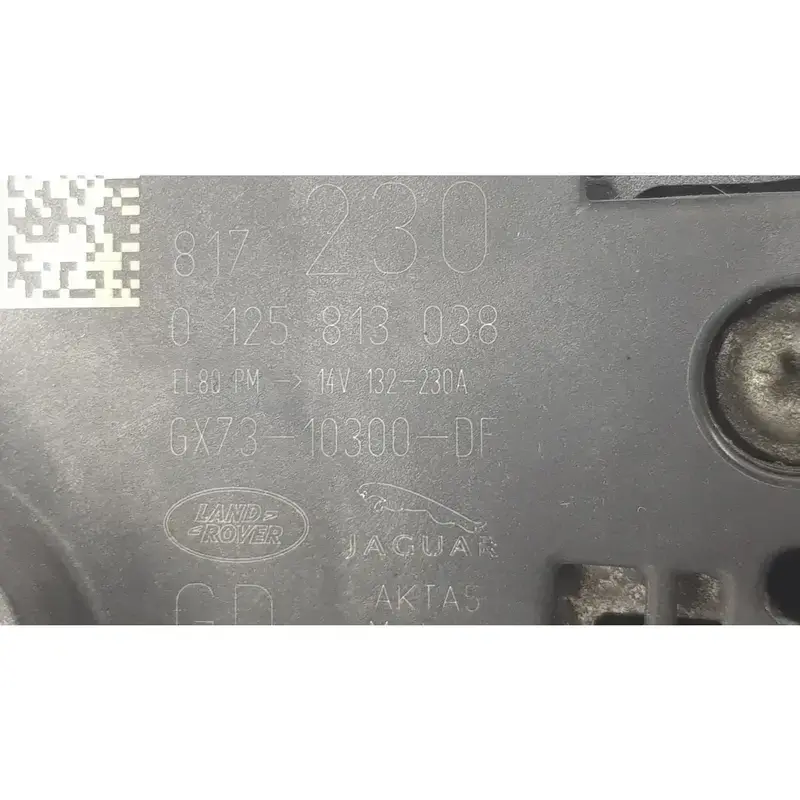 817 230
0 125 813 038
EL80 PM -> 14V 132-230A
GX73-10300-DF
LAND
ROVER
JAGUAR
AKTAS